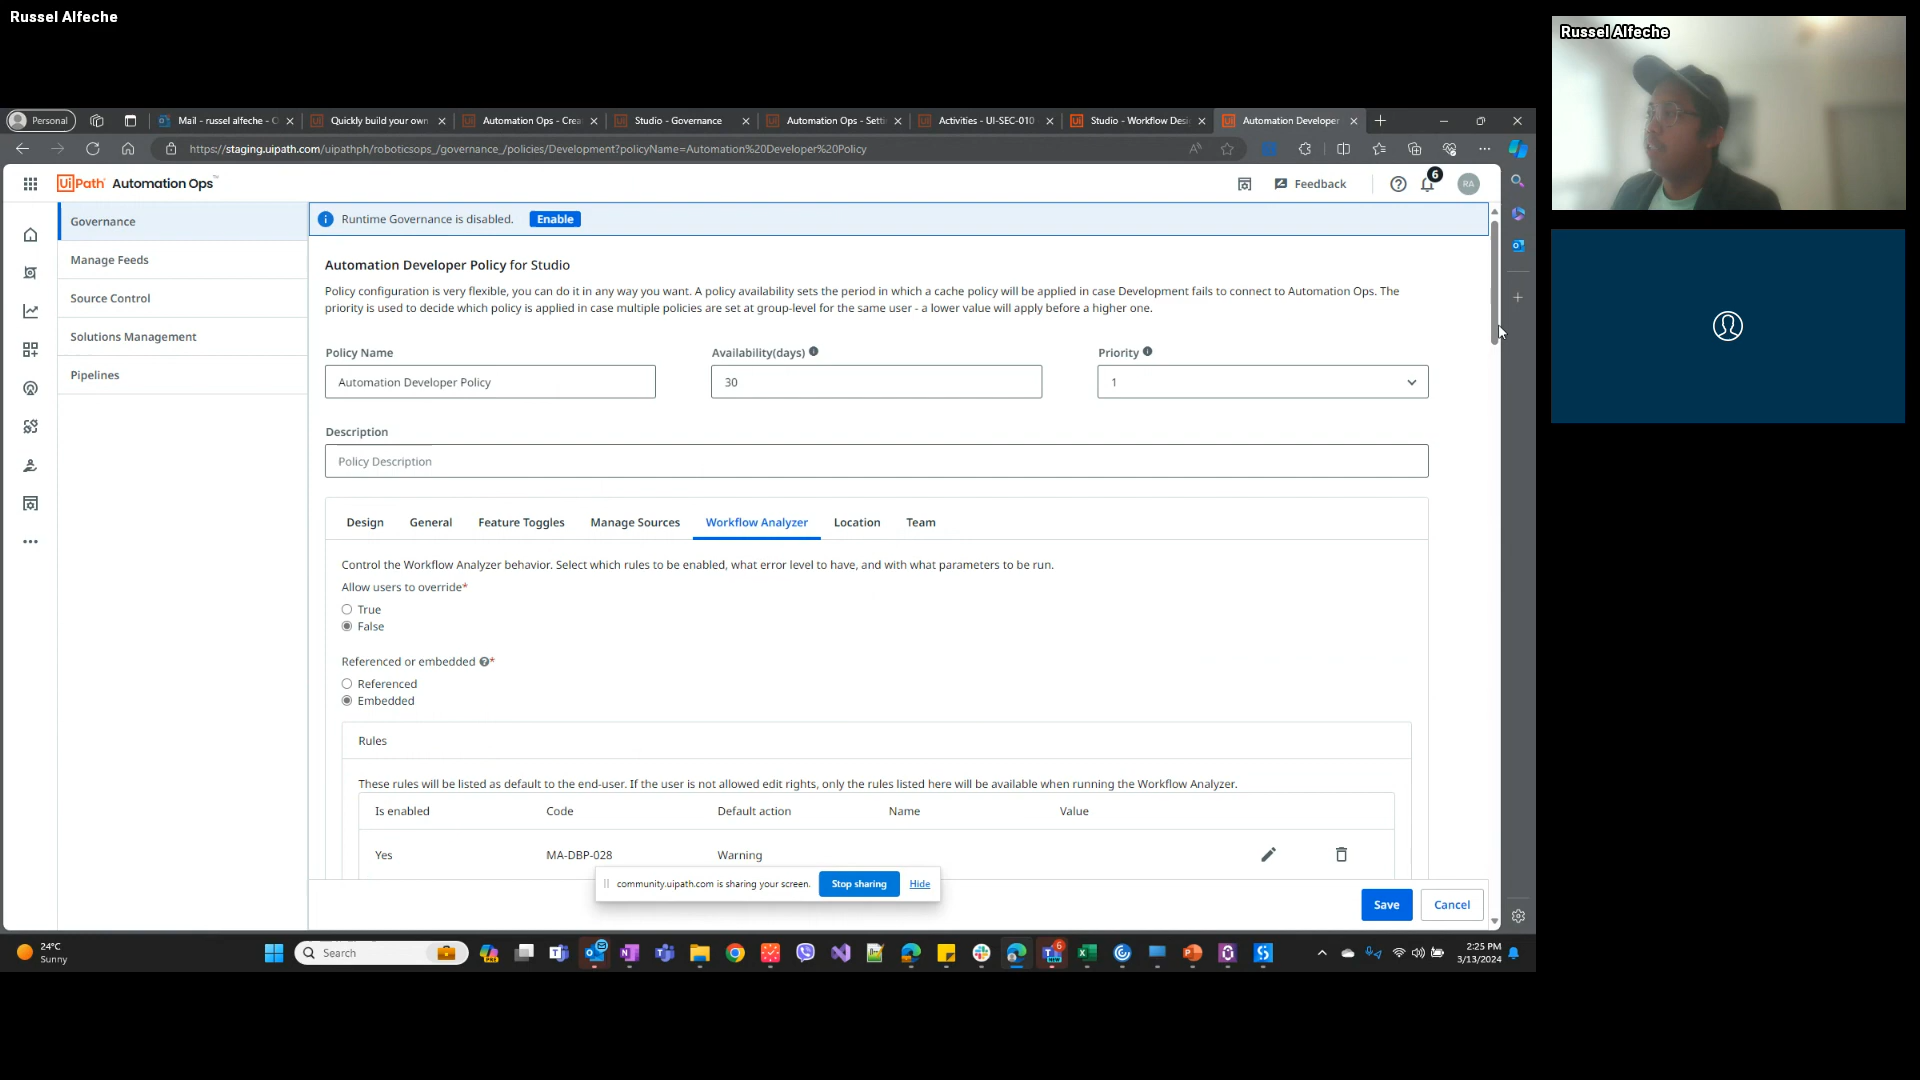 Russel Alfeche
Russel Alfeche
Personal
Mail - russel alfeche - O
Quickly build your own
Automation Ops - Crea
Studio - Governance
Automation Ops - Setti
Activities - UI-SEC-010
Studio - Workflow Desi
Automation Developer
https://staging.uipath.com/uipathph/roboticsops_/governance_/policies/Development?policyName=Automation%20Developer%20Policy
UiPath Automation Ops™
Feedback
6
RA
Governance
Manage Feeds
Source Control
Solutions Management
Pipelines
Runtime Governance is disabled.
Enable
Automation Developer Policy for Studio
Policy configuration is very flexible, you can do it in any way you want. A policy availability sets the period in which a cache policy will be applied in case Development fails to connect to Automation Ops. The
priority is used to decide which policy is applied in case multiple policies are set at group-level for the same user - a lower value will apply before a higher one.
Policy Name
Availability(days)
Priority
Automation Developer Policy
30
1
Description
Policy Description
Design
General
Feature Toggles
Manage Sources
Workflow Analyzer
Location
Team
Control the Workflow Analyzer behavior. Select which rules to be enabled, what error level to have, and with what parameters to be run.
Allow users to override*
True
False
Referenced or embedded *
Referenced
Embedded
Rules
These rules will be listed as default to the end-user. If the user is not allowed edit rights, only the rules listed here will be available when running the Workflow Analyzer.
Is enabled
Code
Default action
Name
Value
Yes
MA-DBP-028
Warning
community.uipath.com is sharing your screen.
Stop sharing
Hide
Save
Cancel
24°C
Sunny
Search
6
2:25 PM
3/13/2024